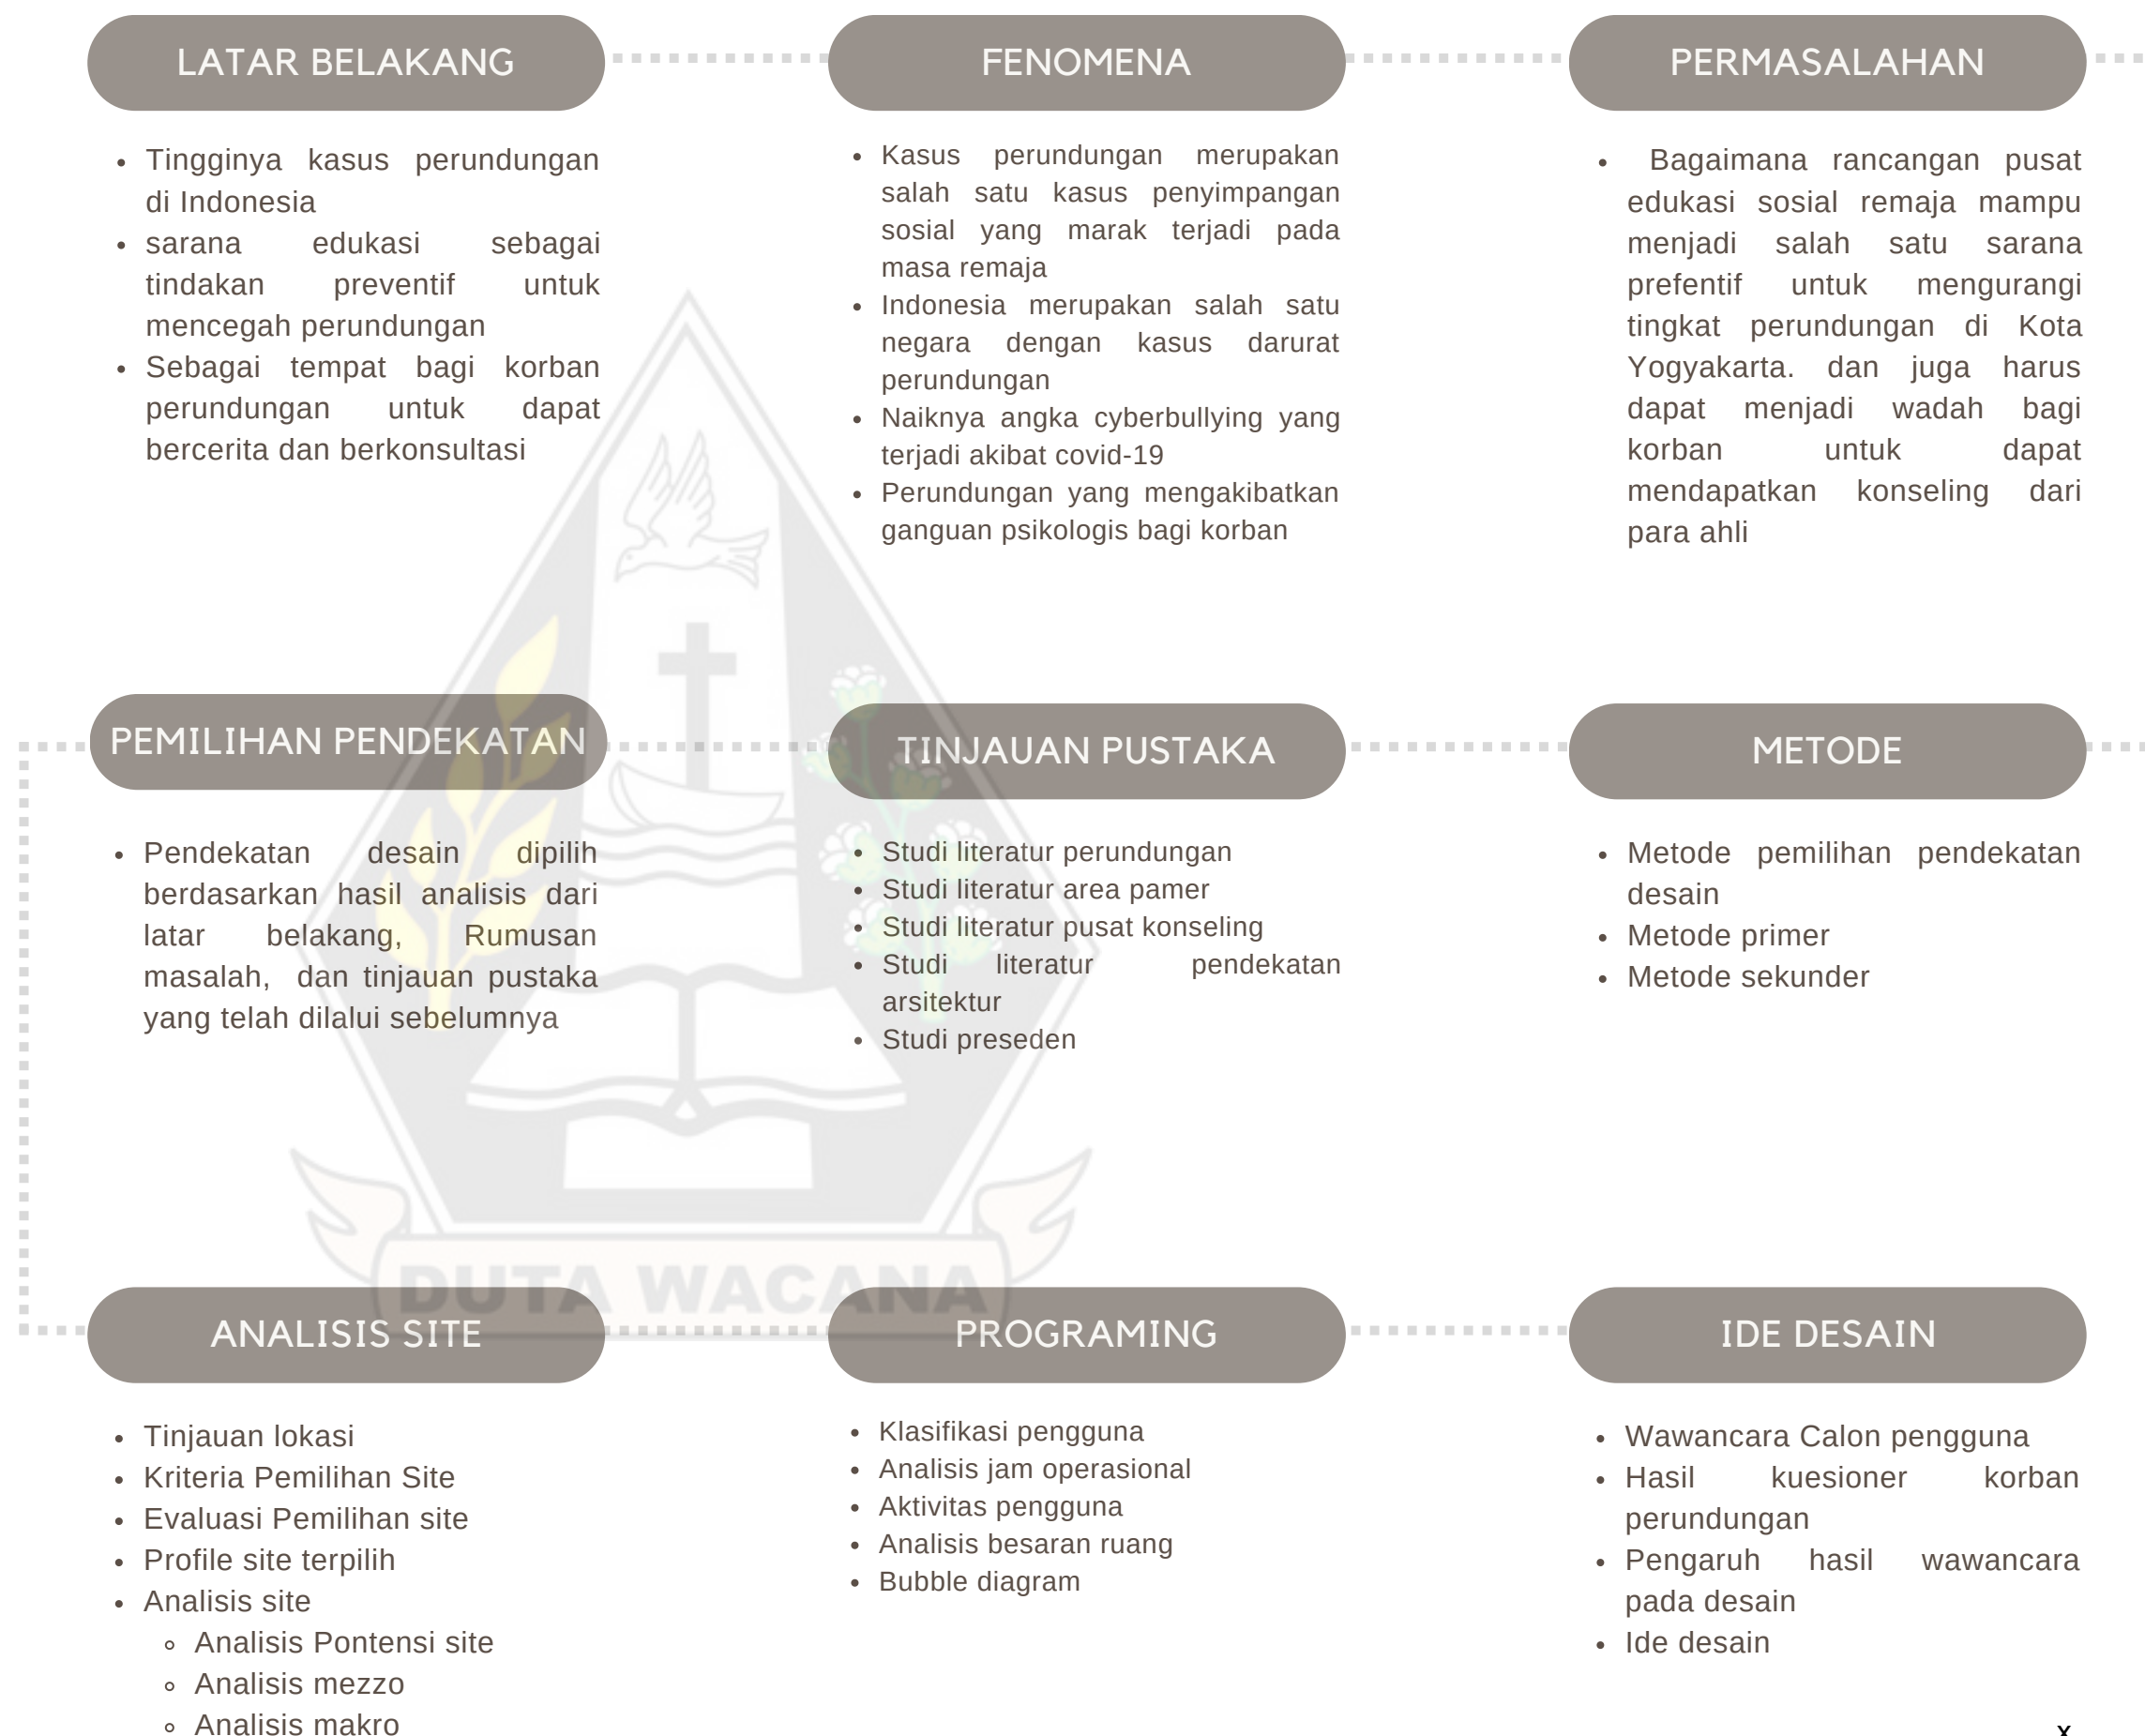 LATAR BELAKANG
Tingginya kasus perundungan
di Indonesia
sarana edukasi sebagai
tindakan preventif untuk
mencegah perundungan
Sebagai tempat bagi korban
perundungan untuk dapat
bercerita dan berkonsultasi
FENOMENA
Kasus perundungan merupakan
salah satu kasus penyimpangan
sosial yang marak terjadi pada
masa remaja
Indonesia merupakan salah satu
negara dengan kasus darurat
perundungan
Naiknya angka cyberbullying yang
terjadi akibat covid-19
Perundungan yang mengakibatkan
ganguan psikologis bagi korban
PERMASALAHAN
Bagaimana rancangan pusat
edukasi sosial remaja mampu
menjadi salah satu sarana
prefentif untuk mengurangi
tingkat perundungan di Kota
Yogyakarta. dan juga harus
dapat menjadi wadah bagi
korban untuk dapat
mendapatkan konseling dari
para ahli
PEMILIHAN PENDEKATAN
Pendekatan desain dipilih
berdasarkan hasil analisis dari
latar belakang, Rumusan
masalah, dan tinjauan pustaka
yang telah dilalui sebelumnya
TINJAUAN PUSTAKA
Studi literatur perundungan
Studi literatur area pamer
Studi literatur pusat konseling
Studi literatur pendekatan
arsitektur
Studi preseden
METODE
Metode pemilihan pendekatan
desain
Metode primer
Metode sekunder
DUTA WACANA
ANALISIS SITE
Tinjauan lokasi
Kriteria Pemilihan Site
Evaluasi Pemilihan site
Profile site terpilih
Analisis site
Analisis Pontensi site
Analisis mezzo
Analisis makro
PROGRAMING
Klasifikasi pengguna
Analisis jam operasional
Aktivitas pengguna
Analisis besaran ruang
Bubble diagram
IDE DESAIN
Wawancara Calon pengguna
Hasil kuesioner korban
perundungan
Pengaruh hasil wawancara
pada desain
Ide desain
x